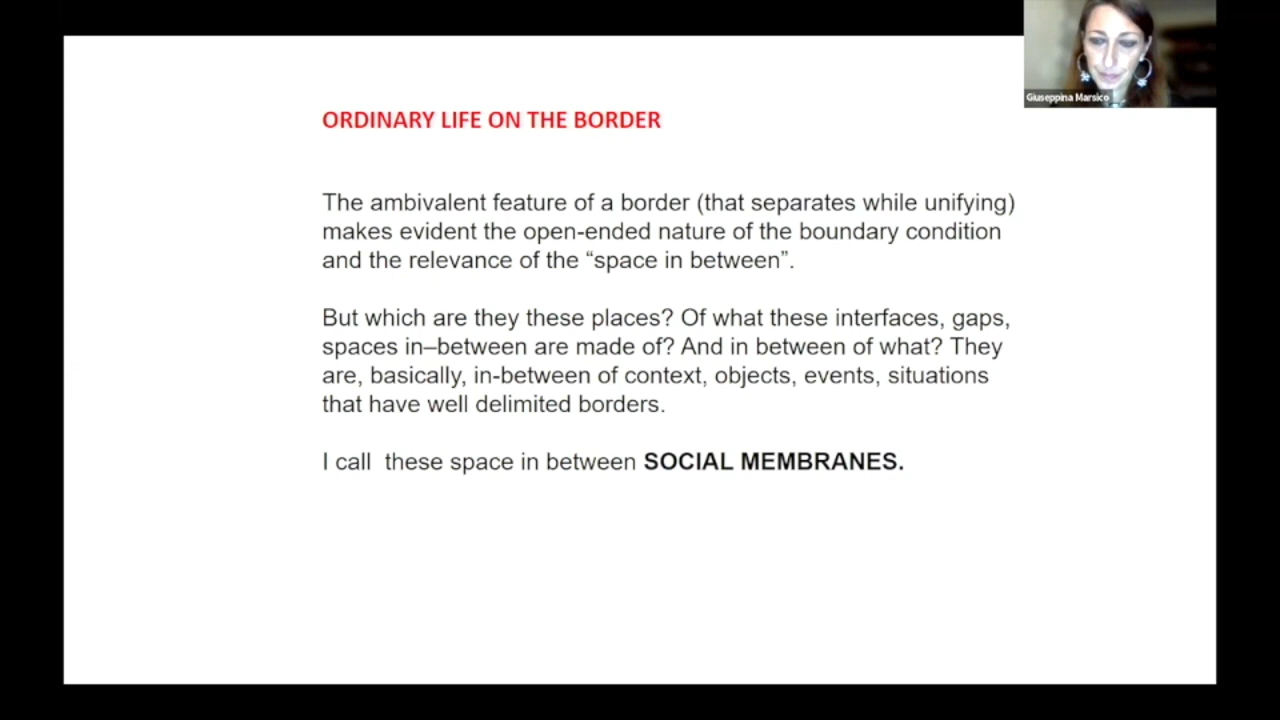 Giuseppina Marsico
ORDINARY LIFE ON THE BORDER
The ambivalent feature of a border (that separates while unifying)
makes evident the open-ended nature of the boundary condition
and the relevance of the “space in between”.
But which are they these places? Of what these interfaces, gaps,
spaces in–between are made of? And in between of what? They
are, basically, in-between of context, objects, events, situations
that have well delimited borders.
I call  these space in between SOCIAL MEMBRANES.